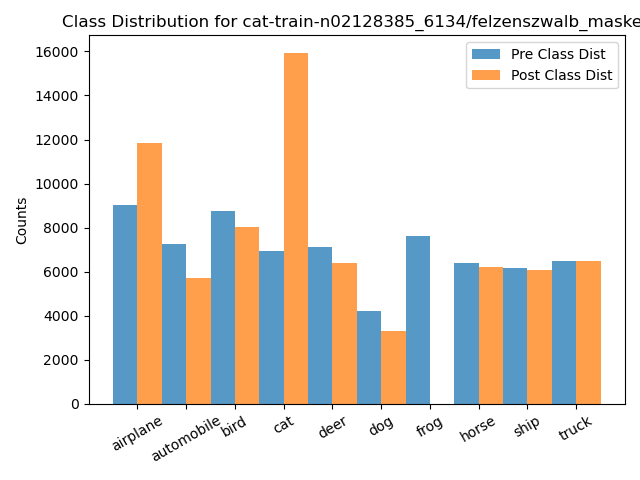 Class Distribution for cat-train-n02128385_6134/felzenszwalb_maske
Pre Class Dist
Post Class Dist
Counts
16000
14000
12000
10000
8000
6000
4000
2000
0
airplane
automobile
bird
cat
deer
dog
frog
horse
ship
truck